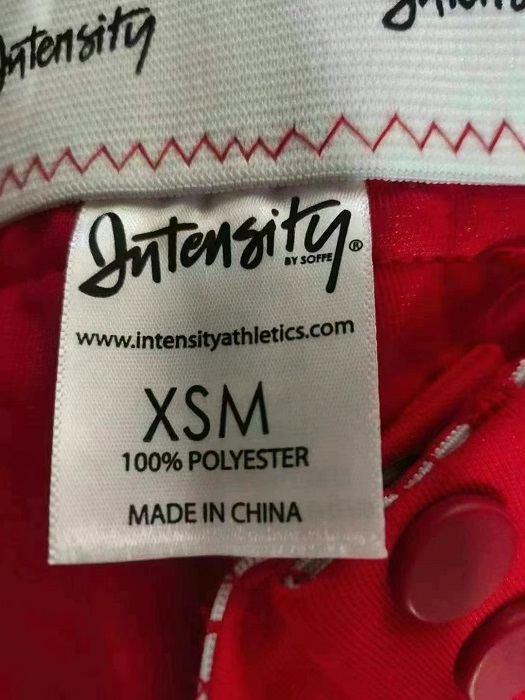 Intensity
Intensity
BY SOFFE®
www.intensityathletics.com
XSM
100% POLYESTER
MADE IN CHINA